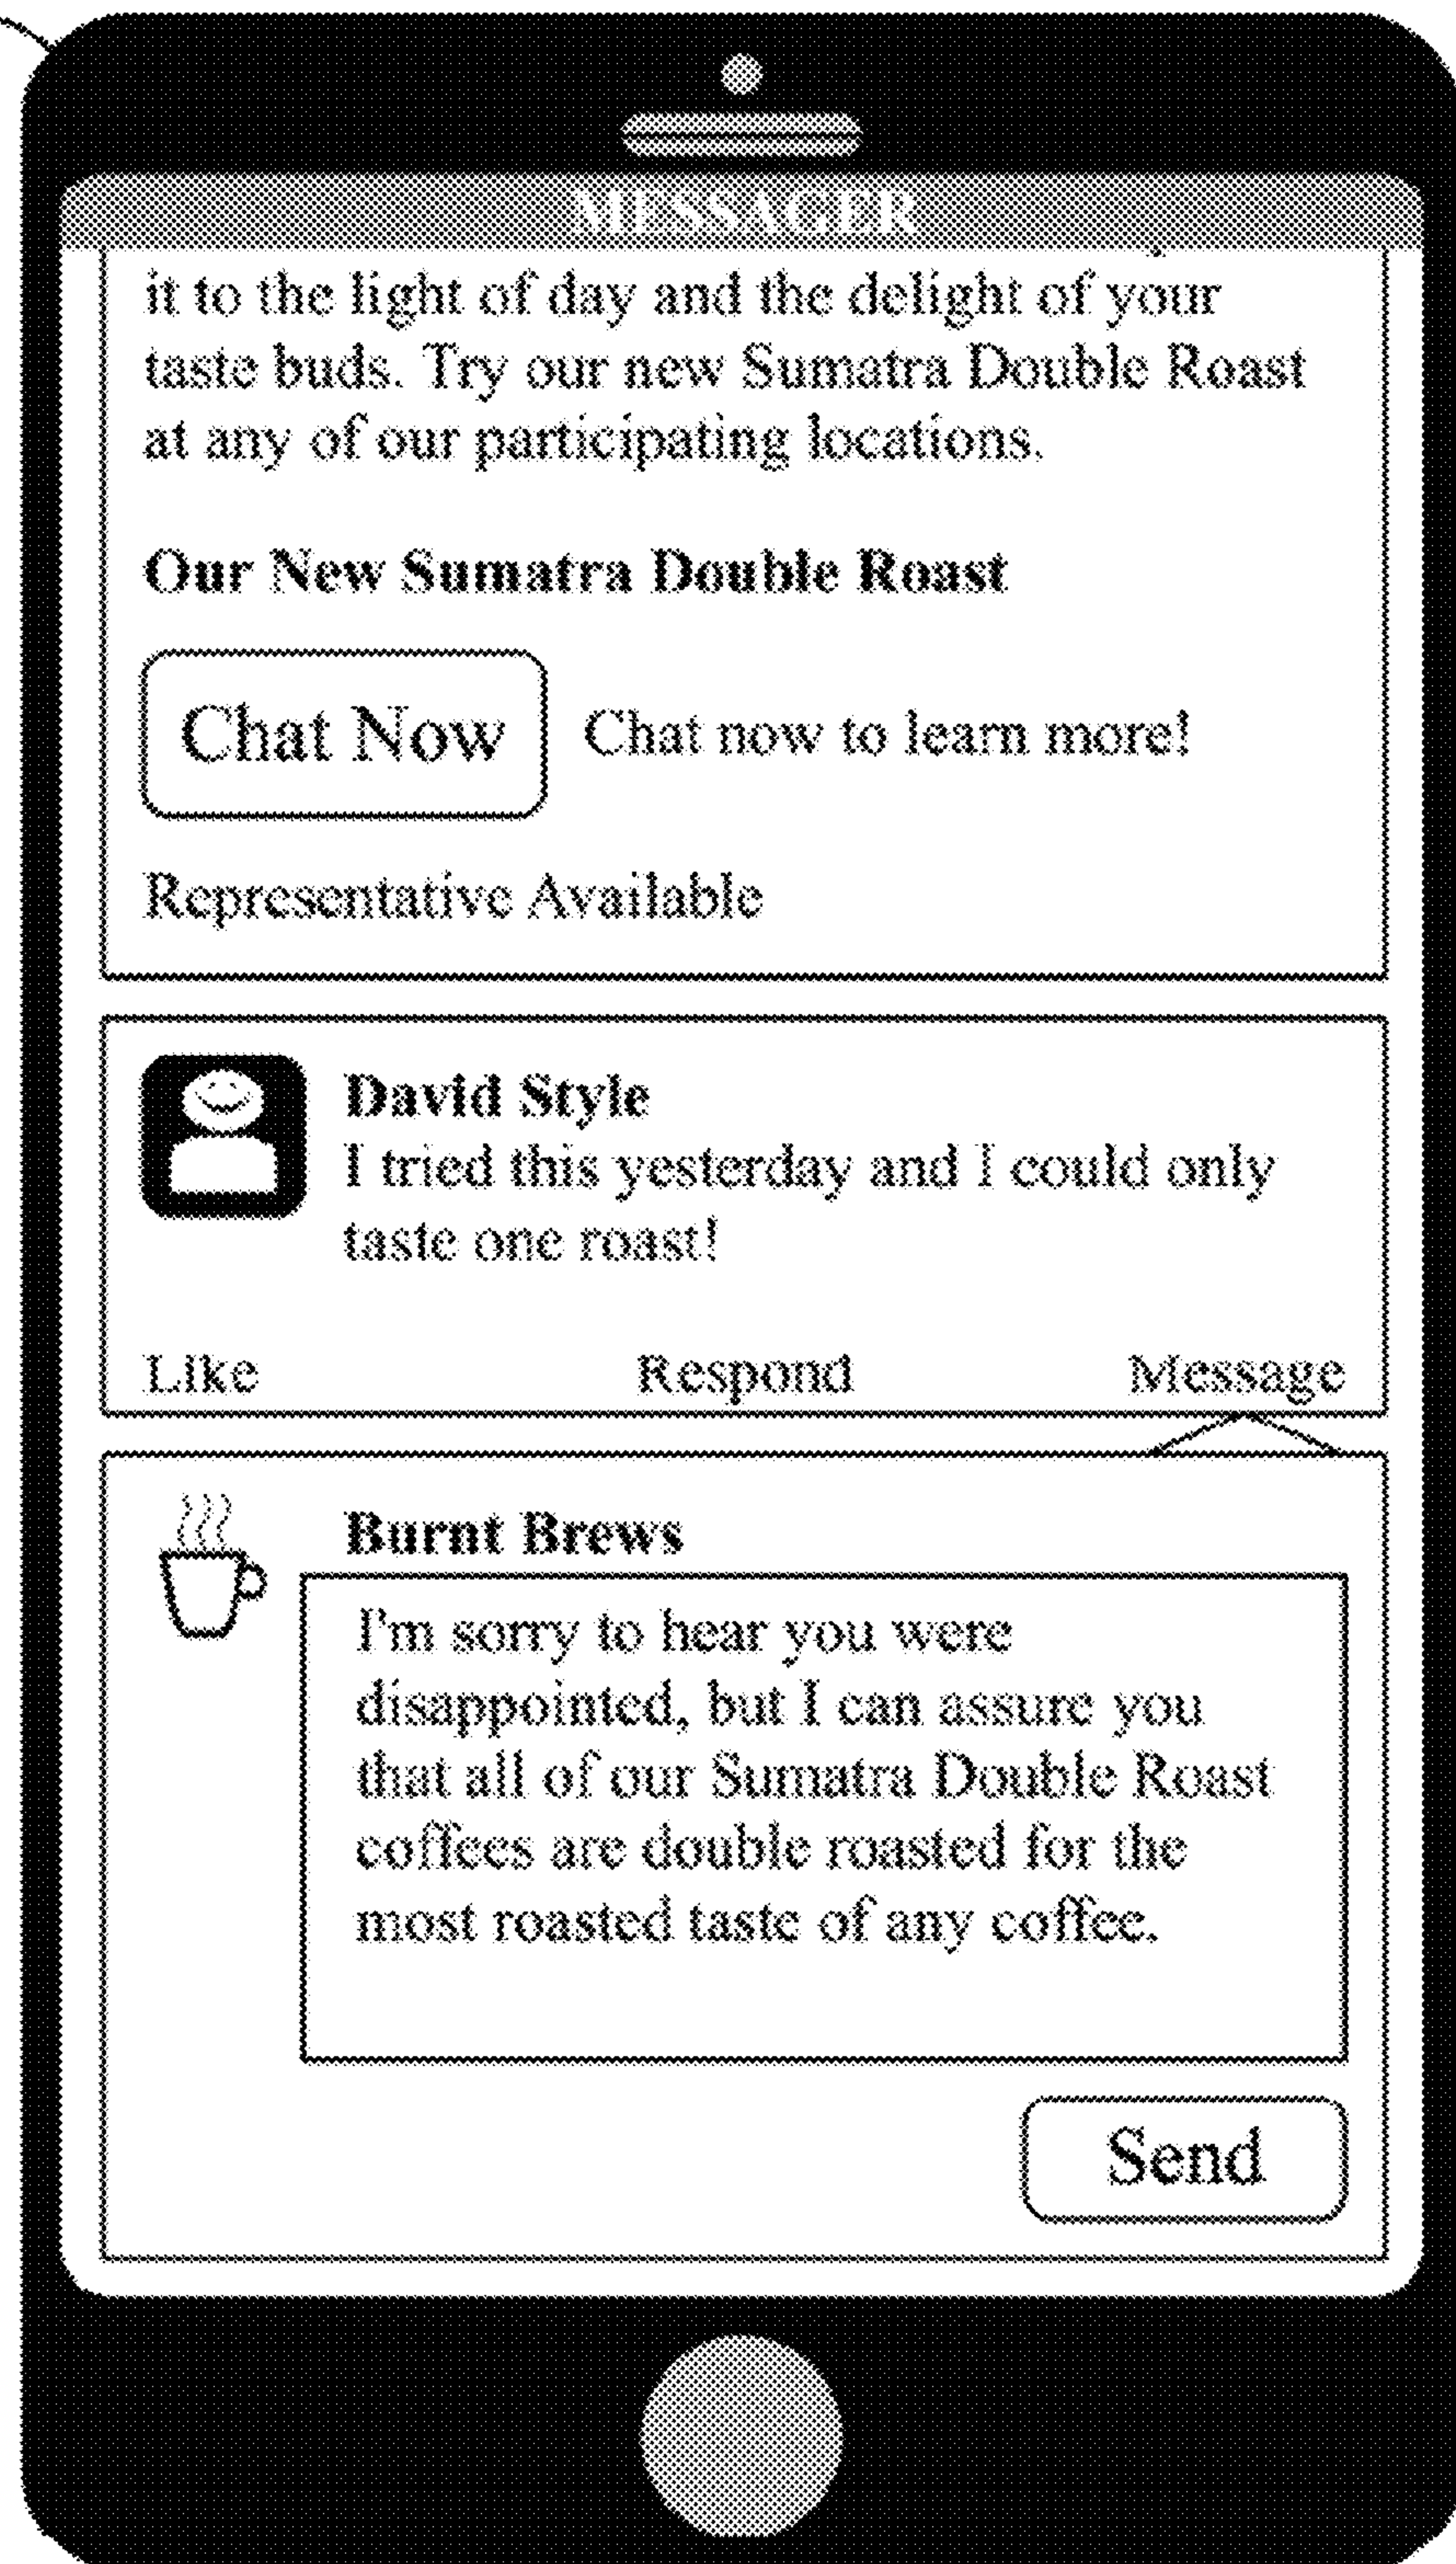 MESSAGER
it to the light of day and the delight of your
taste buds. Try our new Sumatra Double Roast
at any of our participating locations.
Our New Sumatra Double Roast
Chat Now
Chat now to learn more!
Representative Available
David Style
I tried this yesterday and I could only
taste one roast!
Like
Respond
Message
Burnt Brews
I'm sorry to hear you were
disappointed, but I can assure you
that all of our Sumatra Double Roast
coffees are double roasted for the
most roasted taste of any coffee.
Send